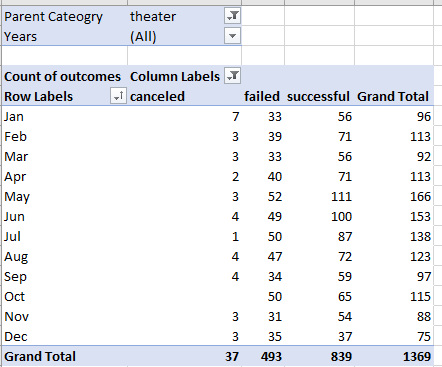 Parent Cateogry theater
Years (All)
Count of outcomes Column Labels
Row Labels canceled failed successful Grand Total
Jan 7 33 56 96
Feb 3 39 71 113
Mar 3 33 56 92
Apr 2 40 71 113
May 3 52 111 166
Jun 4 49 100 153
Jul 1 50 87 138
Aug 4 47 72 123
Sep 4 34 59 97
Oct 50 65 115
Nov 3 31 54 88
Dec 3 35 37 75
Grand Total 37 493 839 1369